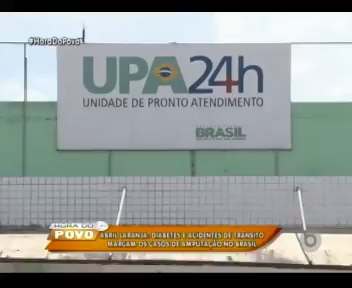 #HoraDoPovo
UPA24h
UNIDADE DE PRONTO ATENDIMENTO
BRASIL
HORA DO
POVO
ABRIL LARANJA: DIABETES E ACIDENTES DE TRÂNSITO
MARCAM OS CASOS DE AMPUTAÇÃO NO BRASIL